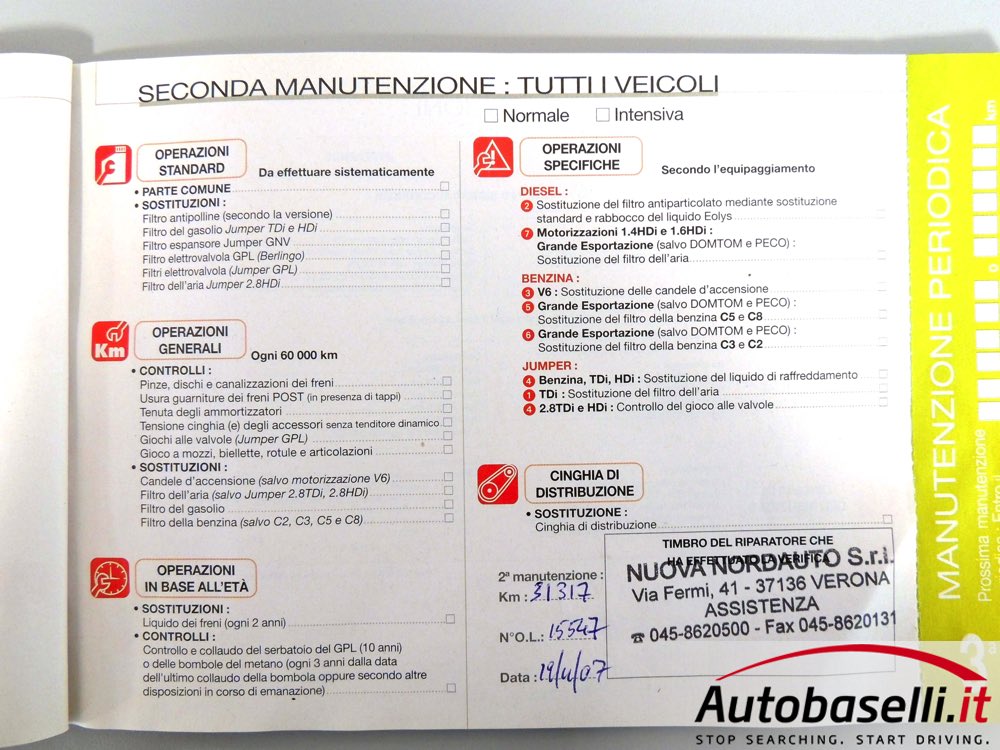 SECONDA MANUTENZIONE : TUTTI I VEICOLI
Normale Intensiva
OPERAZIONI
STANDARD
Da effettuare sistematicamente
• PARTE COMUNE
• SOSTITUZIONI :
Filtro antipolline (secondo la versione)
Filtro del gasolio Jumper TDi e HDi
Filtro espansore Jumper GNV
Filtro elettrovalvola GPL (Berlingo)
Filtri elettrovalvola (Jumper GPL)
Filtro dell'aria Jumper 2.8HDi
Km
OPERAZIONI
GENERALI
Ogni 60 000 km
• CONTROLLI :
Pinze, dischi e canalizzazioni dei freni
Usura guarniture dei freni POST (in presenza di tappi)
Tenuta degli ammortizzatori
Tensione cinghia (e) degli accessori senza tenditore dinamico
Giochi alle valvole (Jumper GPL)
Gioco a mozzi, biellette, rotule e articolazioni
• SOSTITUZIONI :
Candele d'accensione (salvo motorizzazione V6)
Filtro dell'aria (salvo Jumper 2.8TDi, 2.8HDi)
Filtro del gasolio
Filtro della benzina (salvo C2, C3, C5 e C8)
OPERAZIONI
IN BASE ALL'ETÀ
• SOSTITUZIONI :
Liquido dei freni (ogni 2 anni)
• CONTROLLI :
Controllo e collaudo del serbatoio del GPL (10 anni)
o delle bombole del metano (ogni 3 anni dalla data
dell'ultimo collaudo della bombola oppure secondo altre
disposizioni in corso di emanazione)
OPERAZIONI
SPECIFICHE
Secondo l'equipaggiamento
DIESEL :
2 Sostituzione del filtro antiparticolato mediante sostituzione
standard e rabbocco del liquido Eolys
7 Motorizzazioni 1.4HDi e 1.6HDi :
Grande Esportazione (salvo DOMTOM e PECO) :
Sostituzione del filtro dell'aria
BENZINA :
3 V6 : Sostituzione delle candele d'accensione
5 Grande Esportazione (salvo DOMTOM e PECO) :
Sostituzione del filtro della benzina C5 e C8
6 Grande Esportazione (salvo DOMTOM e PECO) :
Sostituzione del filtro della benzina C3 e C2
JUMPER :
4 Benzina, TDi, HDi : Sostituzione del liquido di raffreddamento
1 TDi : Sostituzione del filtro dell'aria
4 2.8TDi e HDi : Controllo del gioco alle valvole
CINGHIA DI
DISTRIBUZIONE
• SOSTITUZIONE :
Cinghia di distribuzione
TIMBRO DEL RIPARATORE CHE
HA EFFETTUATO LA VERIFICA
NUOVA NORDAUTO S.r.l.
Via Fermi, 41 - 37136 VERONA
ASSISTENZA
☎ 045-8620500 - Fax 045-8620131
2ª manutenzione :
Km : 31317
N°O.L.: 15547
Data :
MANUTENZIONE PERIODICA
Prossima manutenzione
km
3
Autobaselli.it
STOP SEARCHING. START DRIVING.